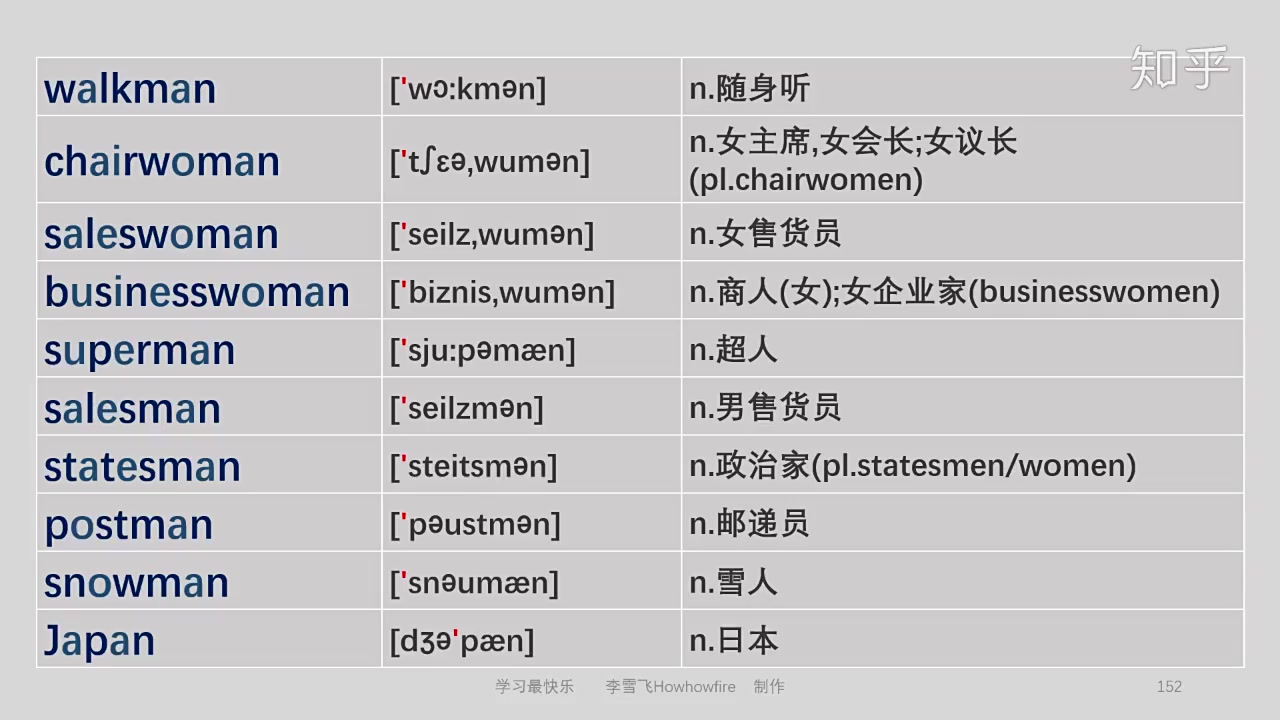 知乎
walkman ['wɔ:kmən] n.随身听
chairwoman ['tʃɛə,wumən] n.女主席,女会长;女议长
(pl.chairwomen)
saleswoman ['seilz,wumən] n.女售货员
businesswoman ['biznis,wumən] n.商人(女);女企业家(businesswomen)
superman ['sju:pəmæn] n.超人
salesman ['seilzmən] n.男售货员
statesman ['steitsmən] n.政治家(pl.statesmen/women)
postman ['pəustmən] n.邮递员
snowman ['snəumæn] n.雪人
Japan [dʒə'pæn] n.日本
学习最快乐 李雪飞Howhowfire 制作 152